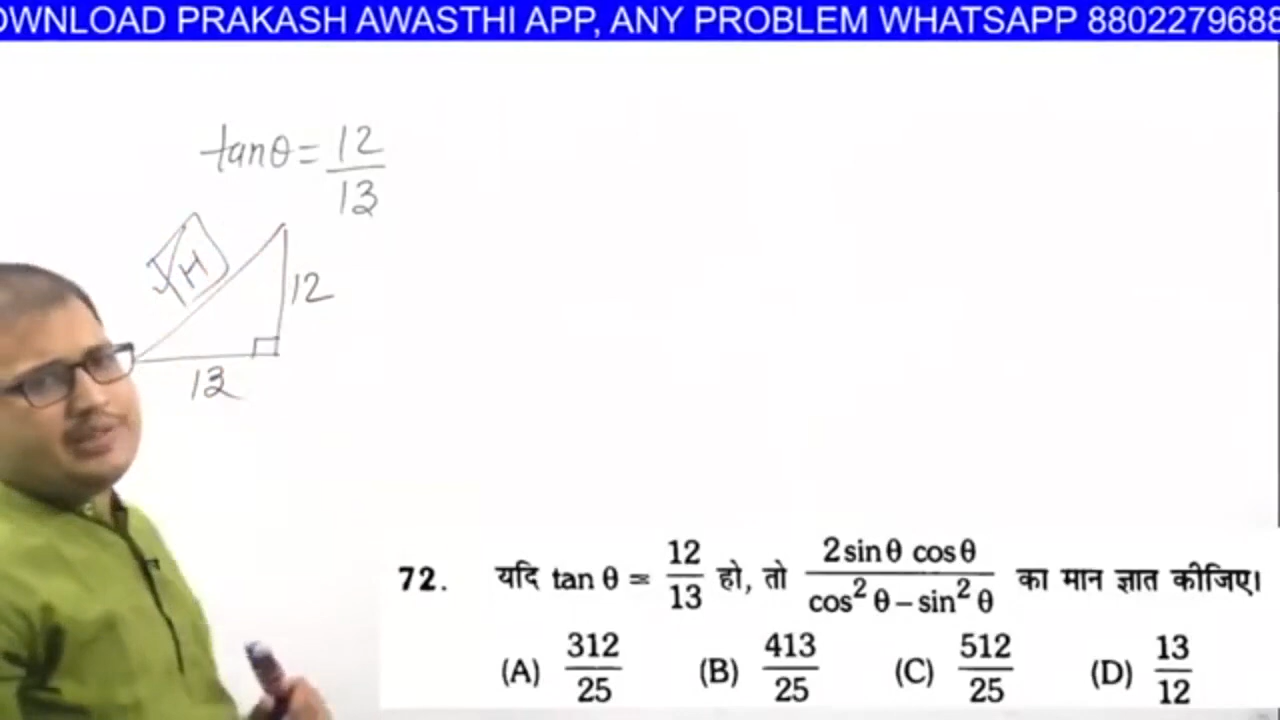 OWNLOAD PRAKASH AWASTHI APP, ANY PROBLEM WHATSAPP 8802279688
tanθ = 12/13
√H
12
13
72. यदि tan θ = 12/13 हो, तो 2 sin θ cos θ / cos² θ – sin² θ का मान ज्ञात कीजिए।
(A) 312/25 (B) 413/25 (C) 512/25 (D) 13/12